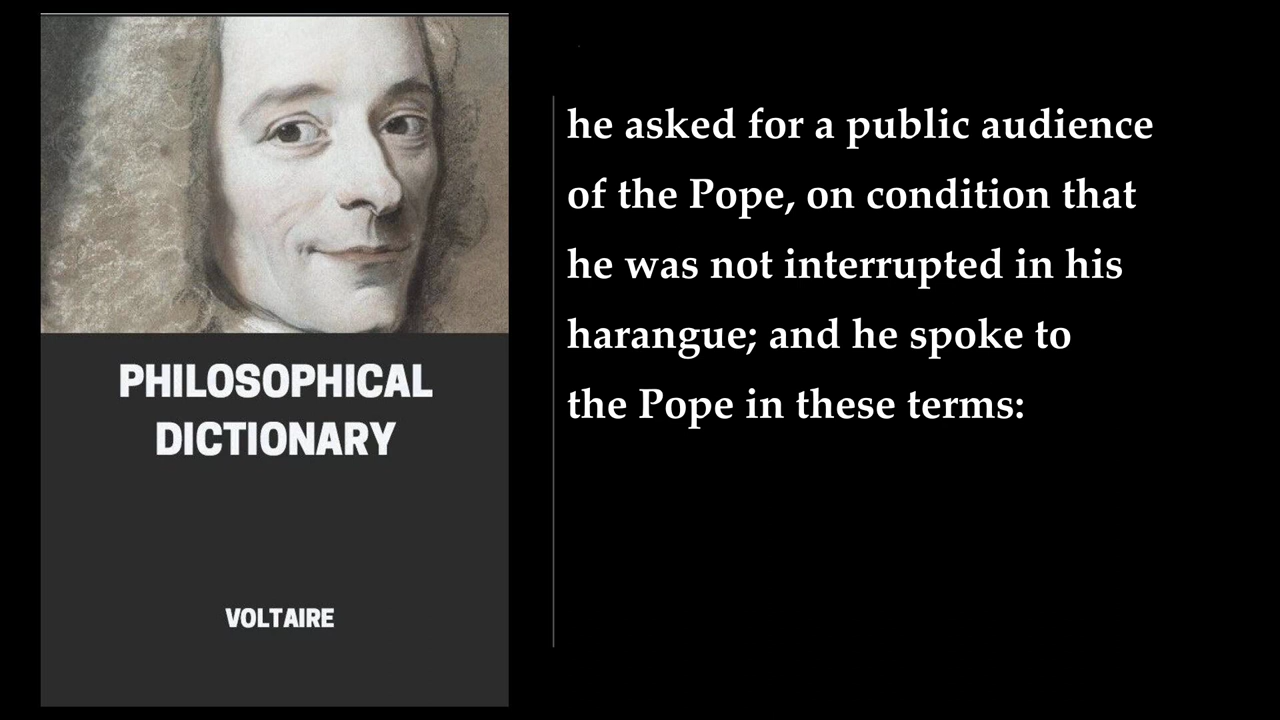 PHILOSOPHICAL
DICTIONARY
VOLTAIRE
he asked for a public audience
of the Pope, on condition that
he was not interrupted in his
harangue; and he spoke to
the Pope in these terms: